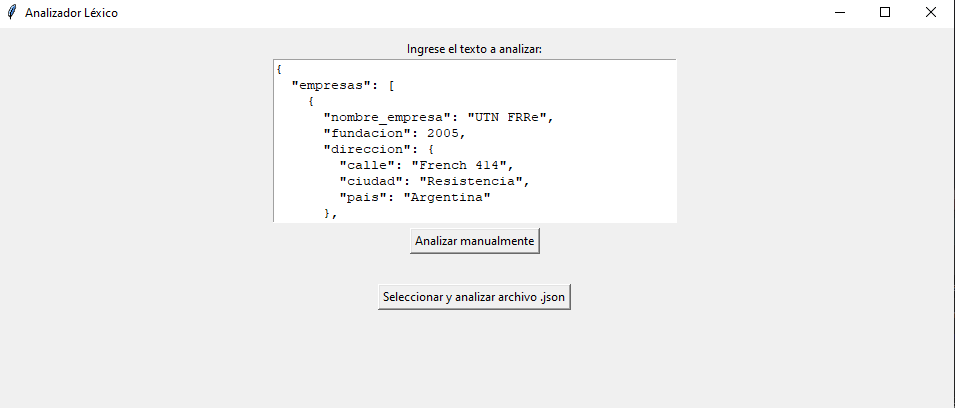 Analizador Léxico
Ingrese el texto a analizar:
{
  "empresas": [
    {
      "nombre_empresa": "UTN FRRe",
      "fundacion": 2005,
      "direccion": {
        "calle": "French 414",
        "ciudad": "Resistencia",
        "pais": "Argentina"
      },
Analizar manualmente
Seleccionar y analizar archivo .json